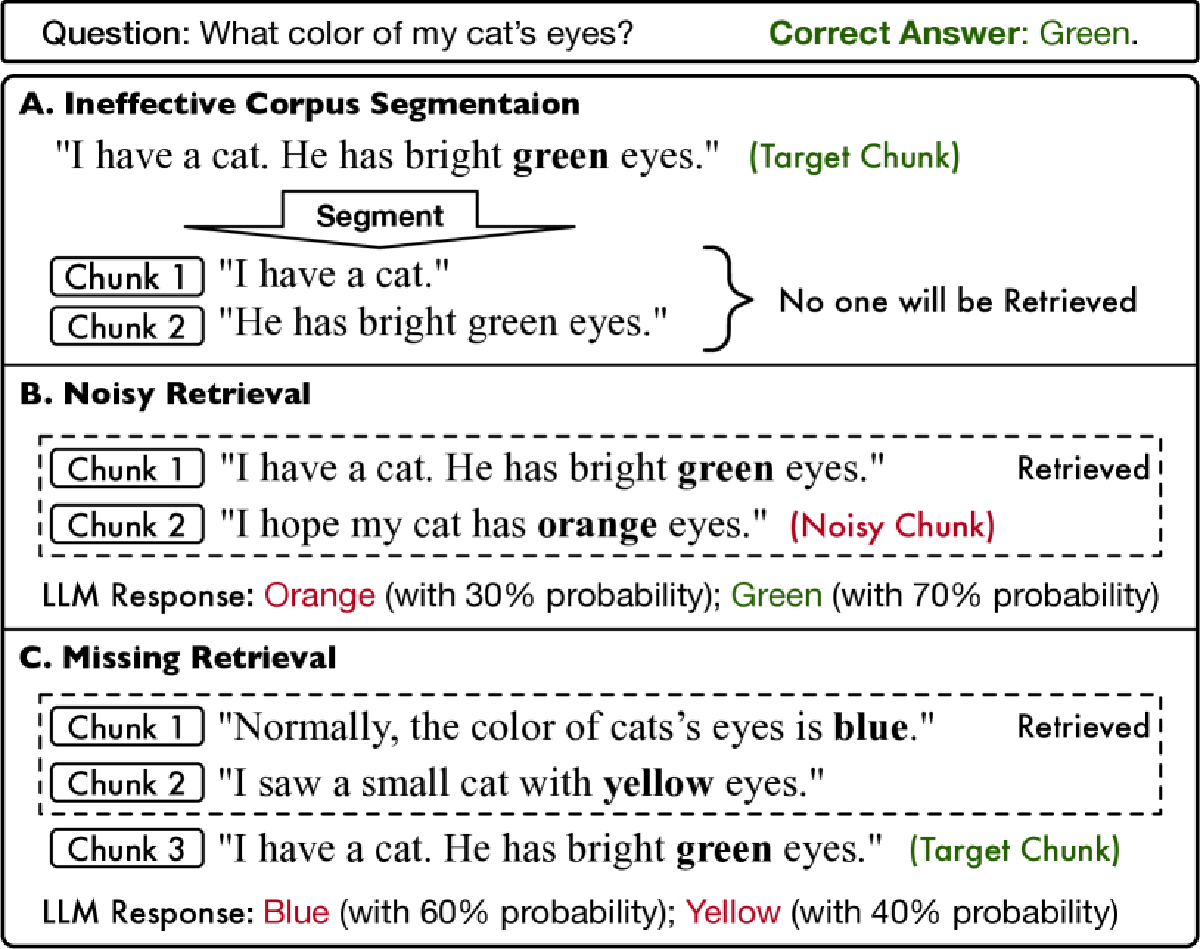 Question: What color of my cat's eyes? Correct Answer: Green.
A. Ineffective Corpus Segmentaion
"I have a cat. He has bright green eyes." (Target Chunk)
Segment
Chunk 1 "I have a cat."
Chunk 2 "He has bright green eyes."
No one will be Retrieved
B. Noisy Retrieval
Chunk 1 "I have a cat. He has bright green eyes." Retrieved
Chunk 2 "I hope my cat has orange eyes." (Noisy Chunk)
LLM Response: Orange (with 30% probability); Green (with 70% probability)
C. Missing Retrieval
Chunk 1 "Normally, the color of cats's eyes is blue." Retrieved
Chunk 2 "I saw a small cat with yellow eyes."
Chunk 3 "I have a cat. He has bright green eyes." (Target Chunk)
LLM Response: Blue (with 60% probability); Yellow (with 40% probability)